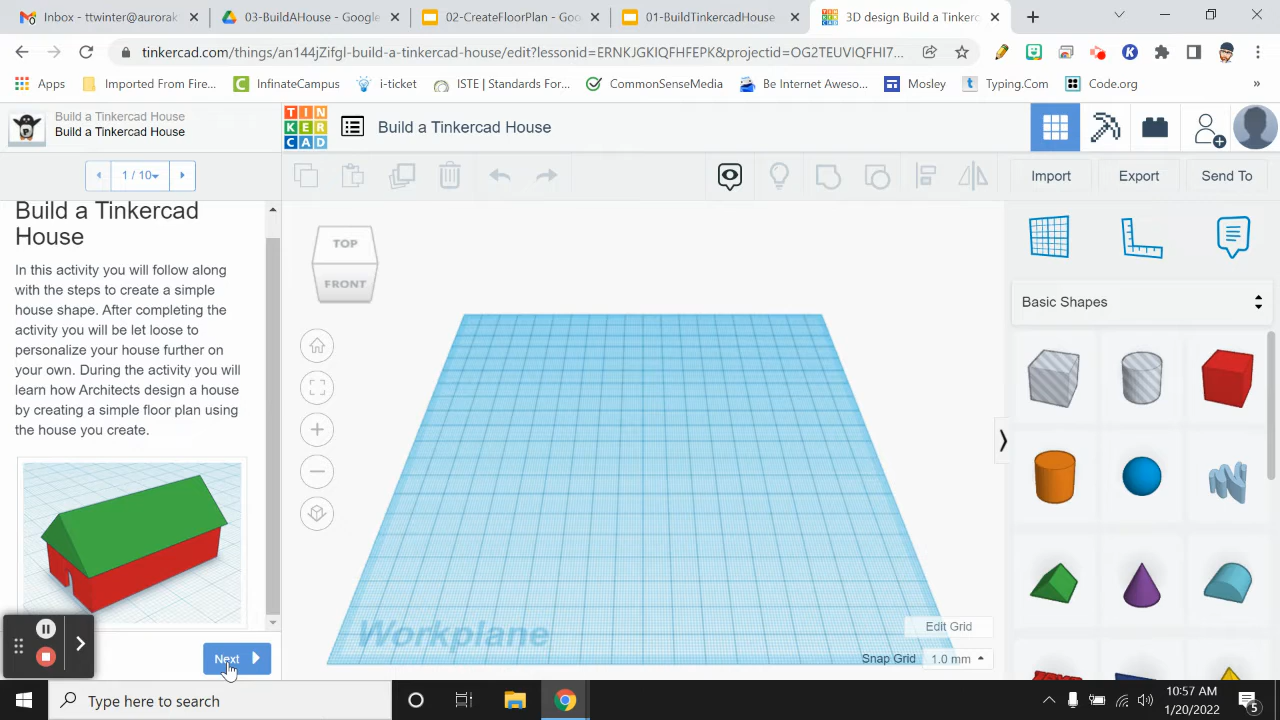 Inbox - ttwintersaurorak
03-BuildAHouse - Google
02-CreateFloorPlan - Goo
01-BuildTinkercadHouse
3D design Build a Tinkerc
tinkercad.com/things/an144jZifgl-build-a-tinkercad-house/edit?lessonid=ERNKJGKIQFHFEPK&projectid=OG2TEUVIQFHI7...
Apps
Imported From Fire...
InfinateCampus
i-ticket
ISTE | Standards For...
CommonSenseMedia
Be Internet Aweso...
Mosley
Typing.Com
Code.org
»
Build a Tinkercad House
Build a Tinkercad House
TIN
KER
CAD
Build a Tinkercad House
1 / 10
Import
Export
Send To
Build a Tinkercad
House
In this activity you will follow along
with the steps to create a simple
house shape. After completing the
activity you will be let loose to
personalize your house further on
your own. During the activity you will
learn how Architects design a house
by creating a simple floor plan using
the house you create.
Next
TOP
FRONT
Workplane
Edit Grid
Snap Grid 1.0 mm
Basic Shapes
Type here to search
10:57 AM
1/20/2022
5